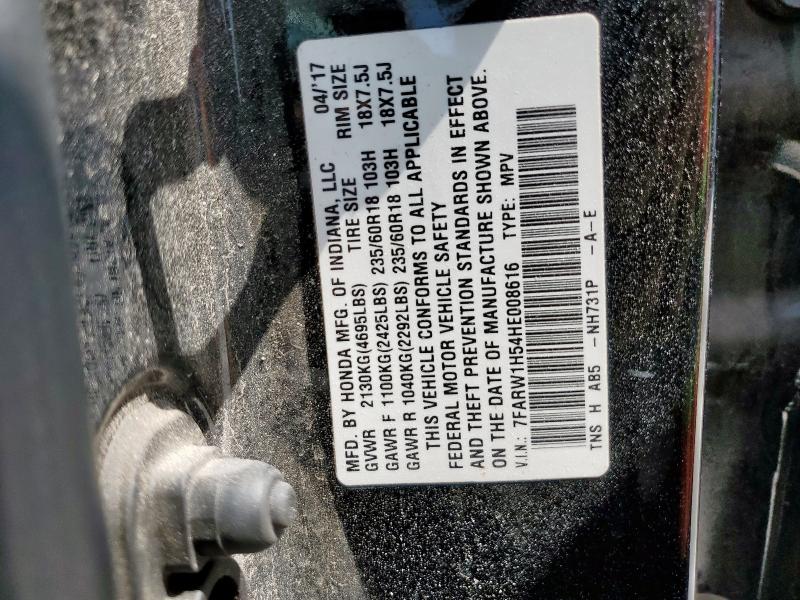 MFD. BY HONDA MFG. OF INDIANA, LLC 04/'17
GVWR 2130KG(4695LBS) TIRE SIZE RIM SIZE
GAWR F 1100KG(2425LBS) 235/60R18 103H 18X7.5J
GAWR R 1040KG(2292LBS) 235/60R18 103H 18X7.5J
THIS VEHICLE CONFORMS TO ALL APPLICABLE
FEDERAL MOTOR VEHICLE SAFETY
AND THEFT PREVENTION STANDARDS IN EFFECT
ON THE DATE OF MANUFACTURE SHOWN ABOVE.
V.I.N.: 7FARW1H54HE008616 TYPE: MPV
TNS H AB5 -NH731P -A-E